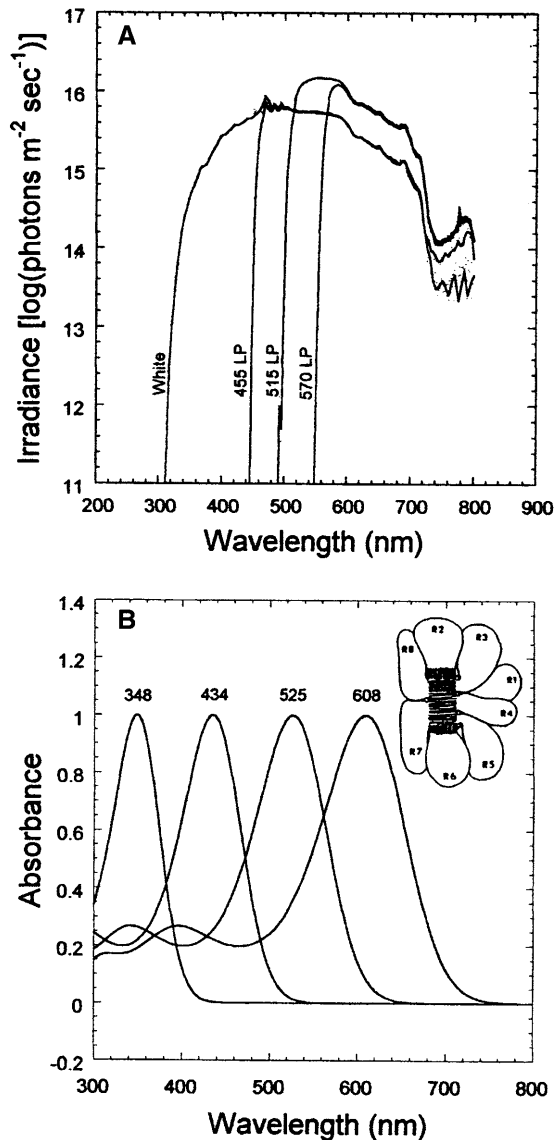 A
17
16
15
14
13
12
11
Irradiance [log(photons m⁻² sec⁻¹)]
White
455 LP
515 LP
570 LP
200 300 400 500 600 700 800 900
Wavelength (nm)
B
1.4
1.2
1
0.8
0.6
0.4
0.2
0
-0.2
Absorbance
348 434 525 608
R8 R2 R3
R1
R4
R7 R6 R5
300 400 500 600 700 800
Wavelength (nm)